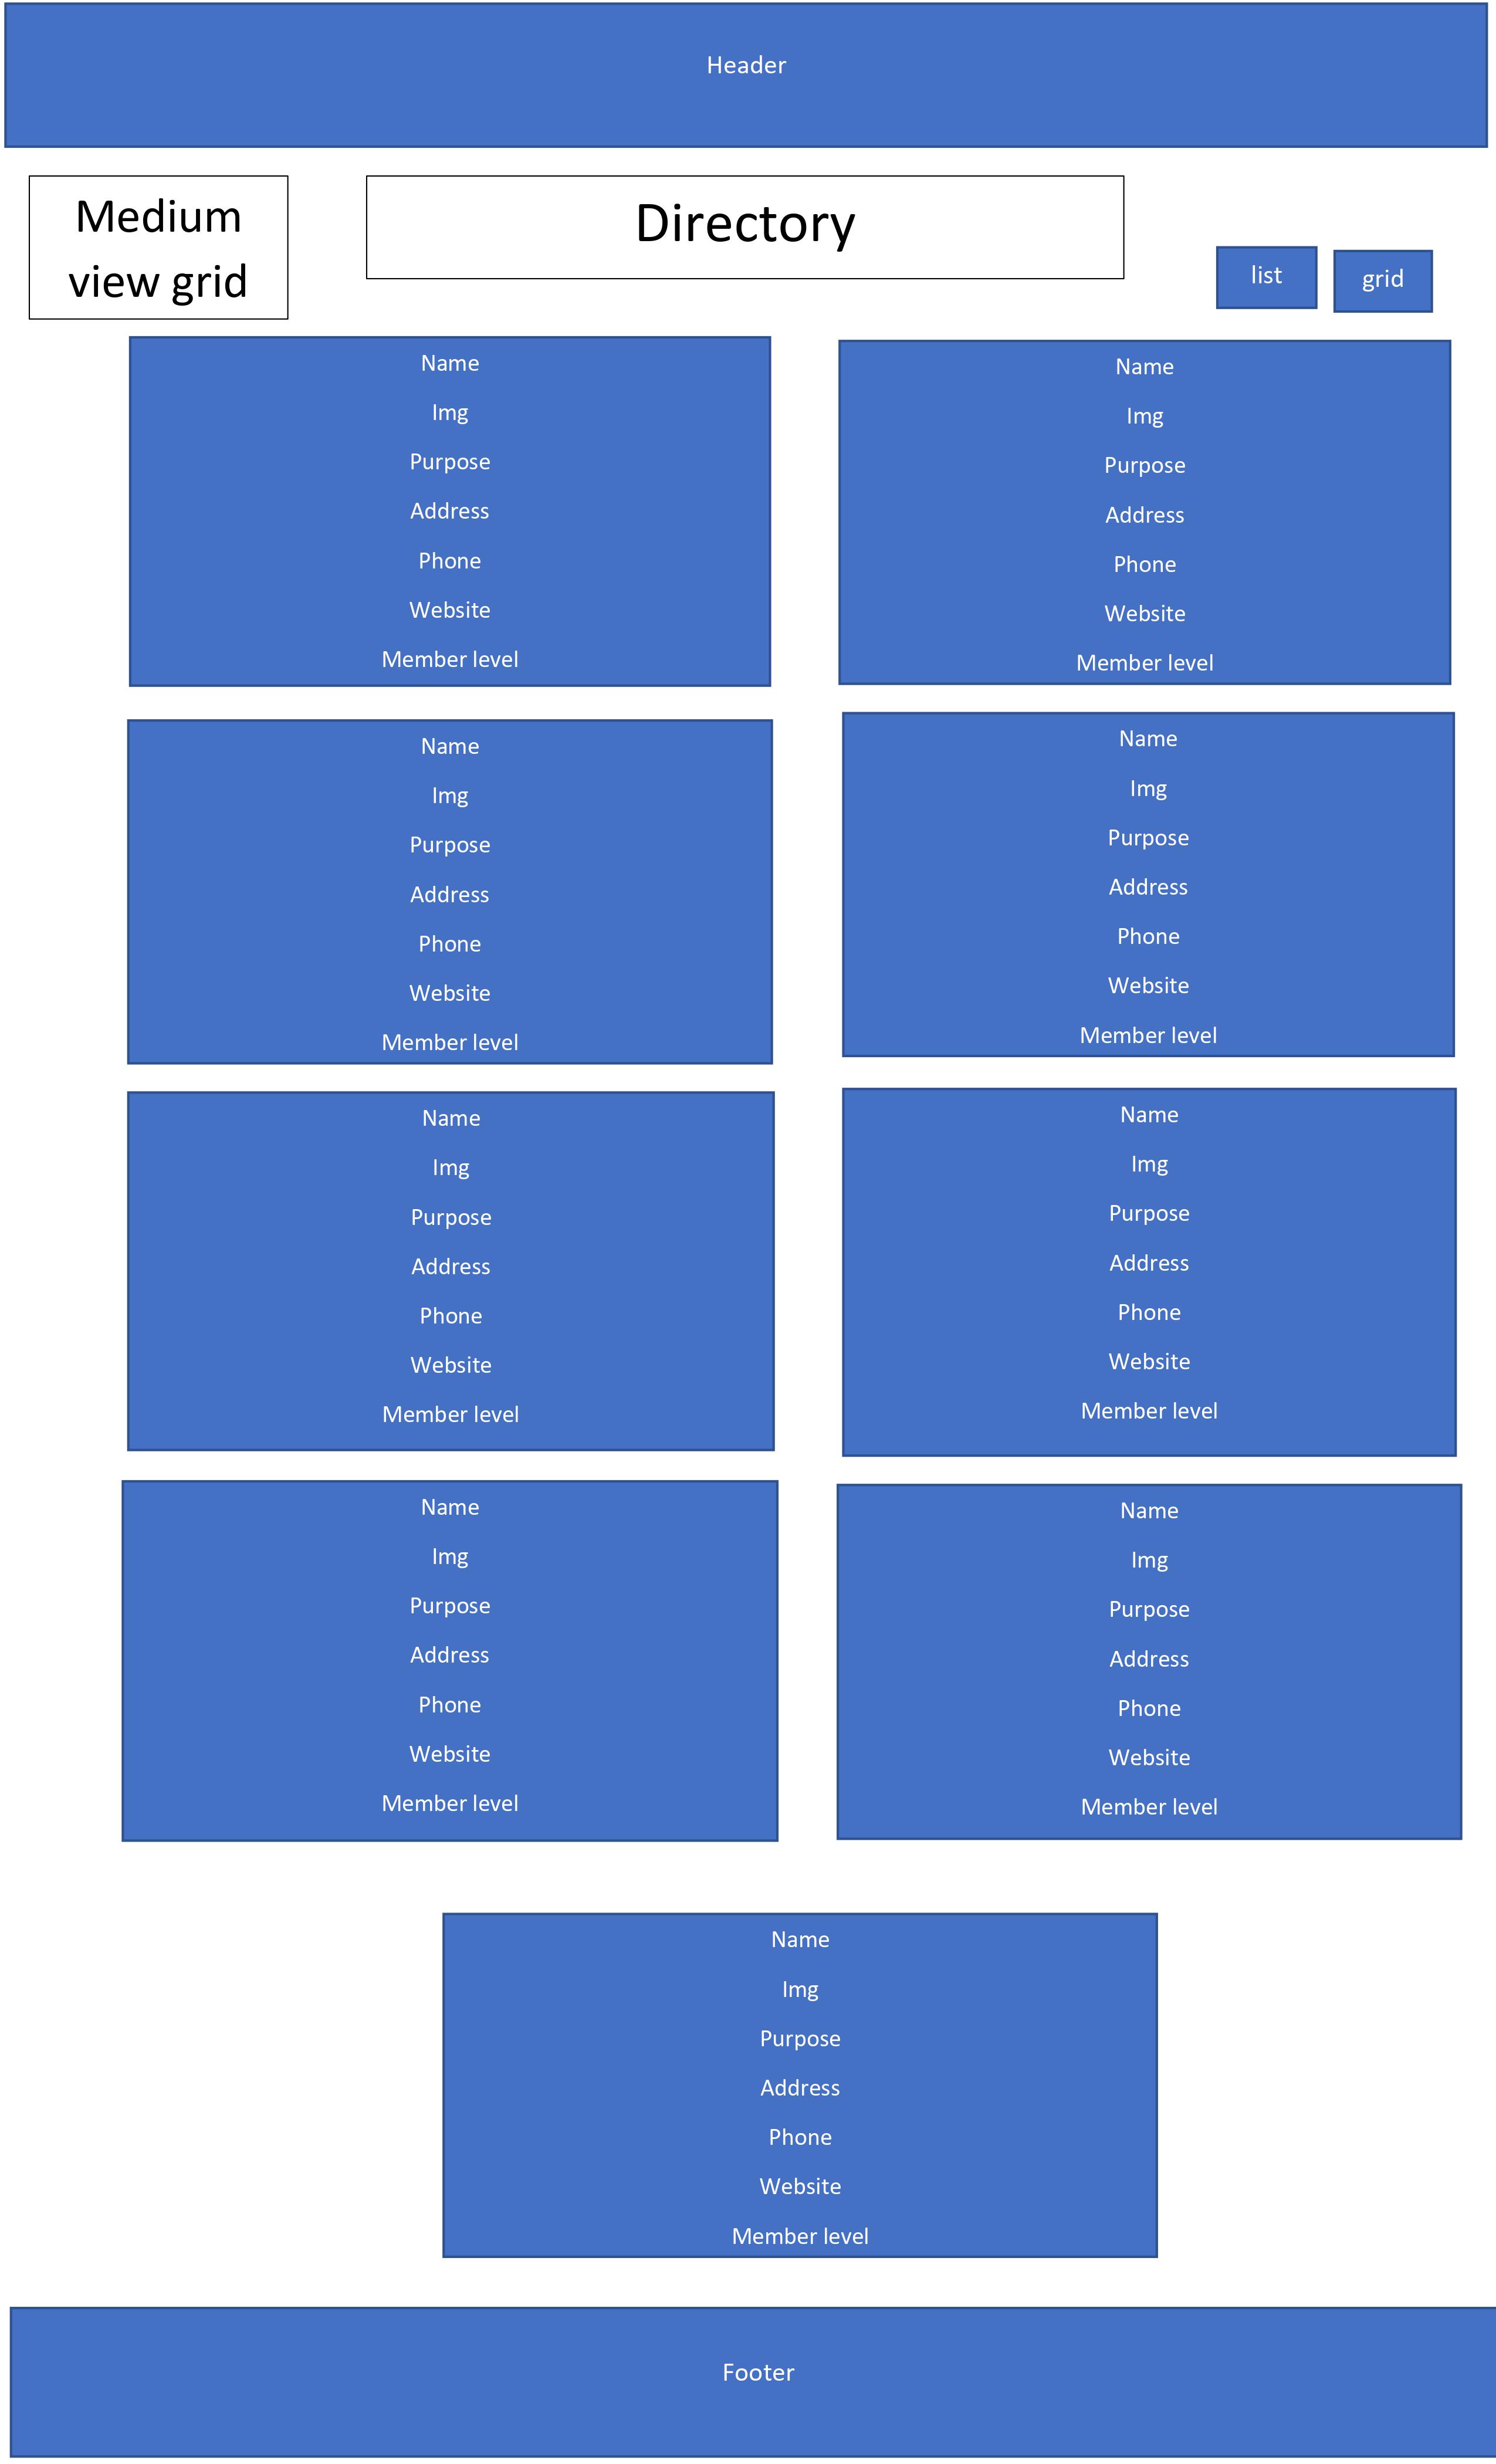 Header
Medium
view grid
Directory
list
grid
Name
Img
Purpose
Address
Phone
Website
Member level
Name
Img
Purpose
Address
Phone
Website
Member level
Name
Img
Purpose
Address
Phone
Website
Member level
Name
Img
Purpose
Address
Phone
Website
Member level
Name
Img
Purpose
Address
Phone
Website
Member level
Name
Img
Purpose
Address
Phone
Website
Member level
Name
Img
Purpose
Address
Phone
Website
Member level
Name
Img
Purpose
Address
Phone
Website
Member level
Name
Img
Purpose
Address
Phone
Website
Member level
Footer